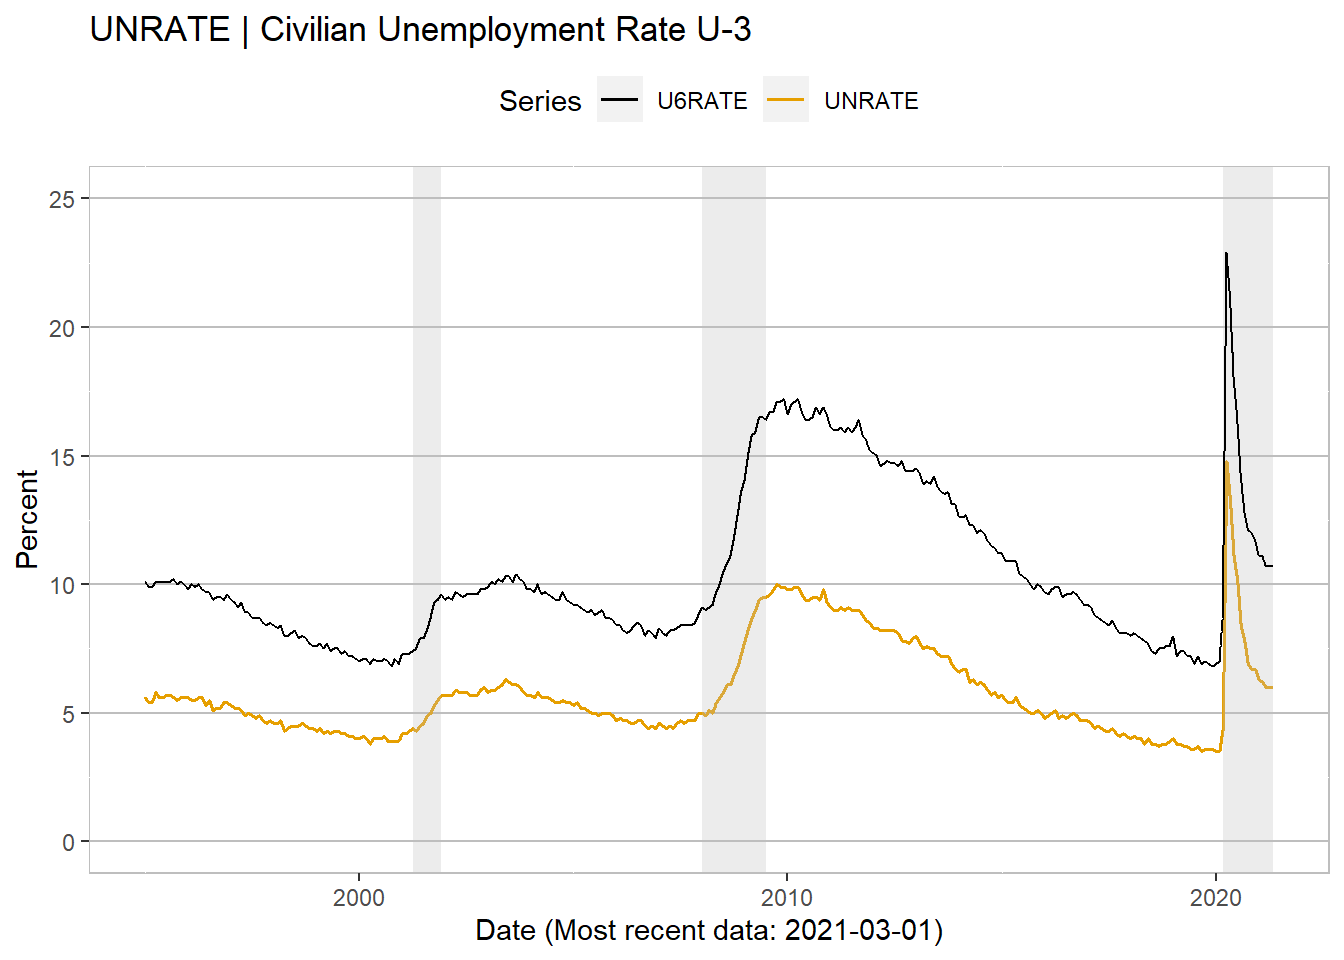 UNRATE | Civilian Unemployment Rate U-3
Series U6RATE UNRATE
25
20
15
10
5
0
Percent
2000 2010 2020
Date (Most recent data: 2021-03-01)